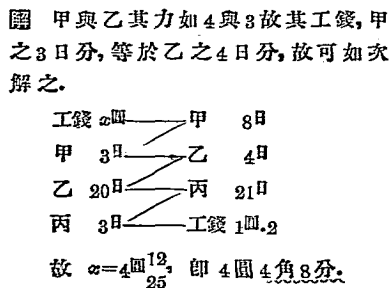 解 甲與乙其力如4與3故其工錢,甲
之3日分,等於乙之4日分,故可如次
解之.
工錢 x圓 甲 8日
甲 3日 乙 4日
乙 20日 丙 21日
丙 3日 工錢 1圓.2
故 x=4圓12/25, 卽 4圓4角8分.